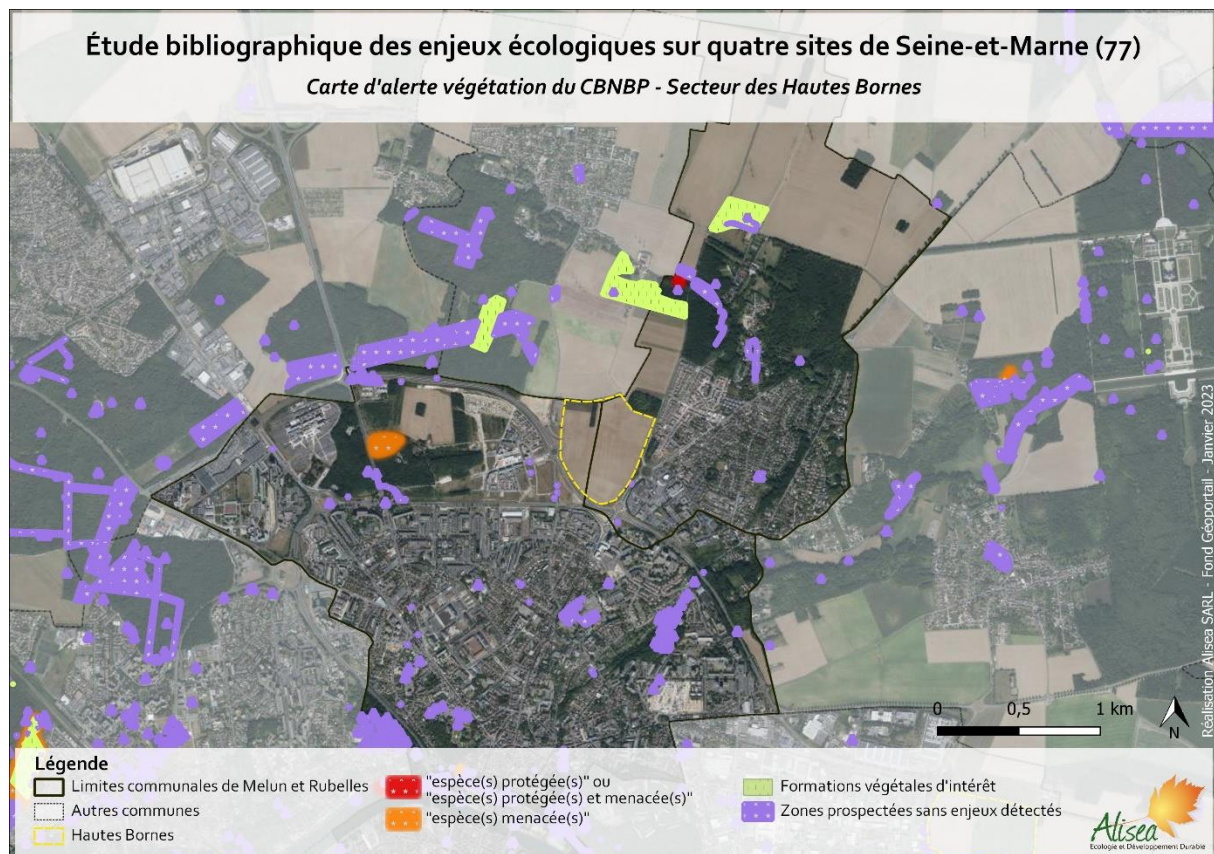 Étude bibliographique des enjeux écologiques sur quatre sites de Seine-et-Marne (77)
Carte d'alerte végétation du CBNBP - Secteur des Hautes Bornes
Réalisation Alisea SARL - Fond Géoportail -Janvier 2023
0 0,5 1 km
N
Légende
Limites communales de Melun et Rubelles
Autres communes
Hautes Bornes
"espèce(s) protégée(s)" ou
"espèce(s) protégée(s) et menacée(s)"
"espèce(s) menacée(s)"
Formations végétales d'intérêt
Zones prospectées sans enjeux détectés
Alisea
Ecologie et Développement Durable